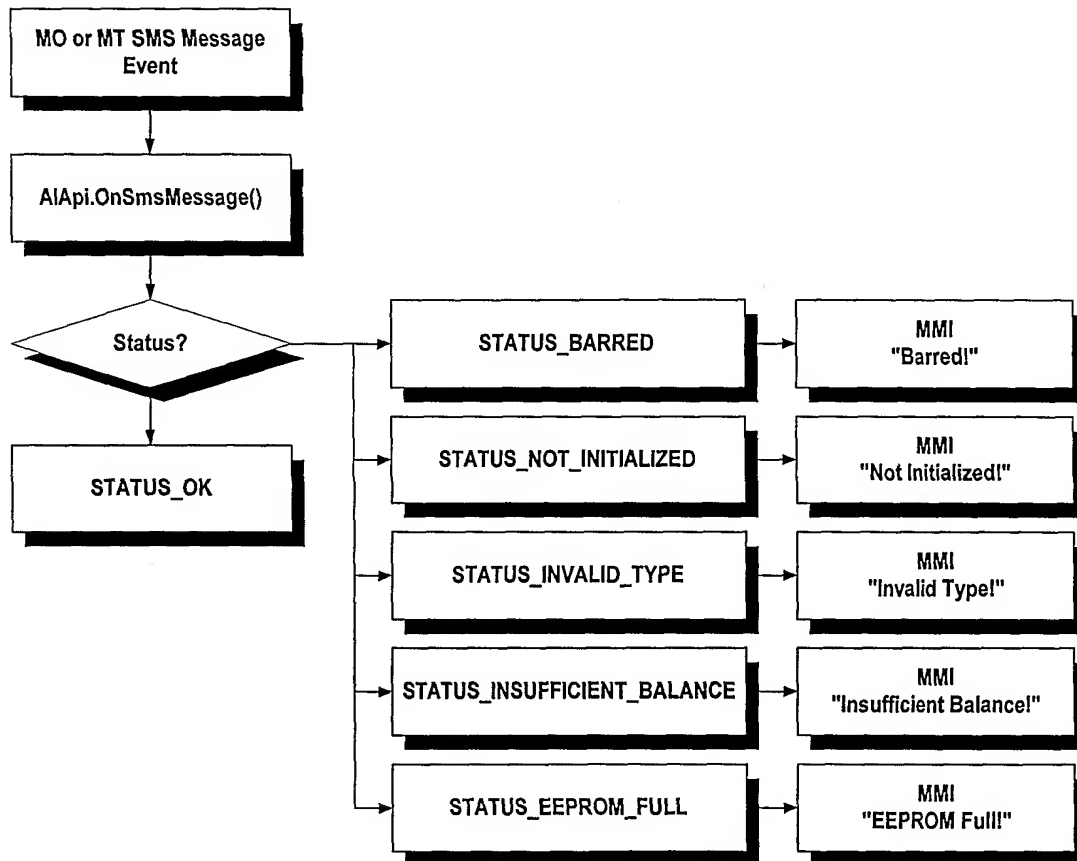 MO or MT SMS Message
Event
AIApi.OnSmsMessage()
Status?
STATUS_OK
STATUS_BARRED
MMI
"Barred!"
STATUS_NOT_INITIALIZED
MMI
"Not Initialized!"
STATUS_INVALID_TYPE
MMI
"Invalid Type!"
STATUS_INSUFFICIENT_BALANCE
MMI
"Insufficient Balance!"
STATUS_EEPROM_FULL
MMI
"EEPROM Full!"